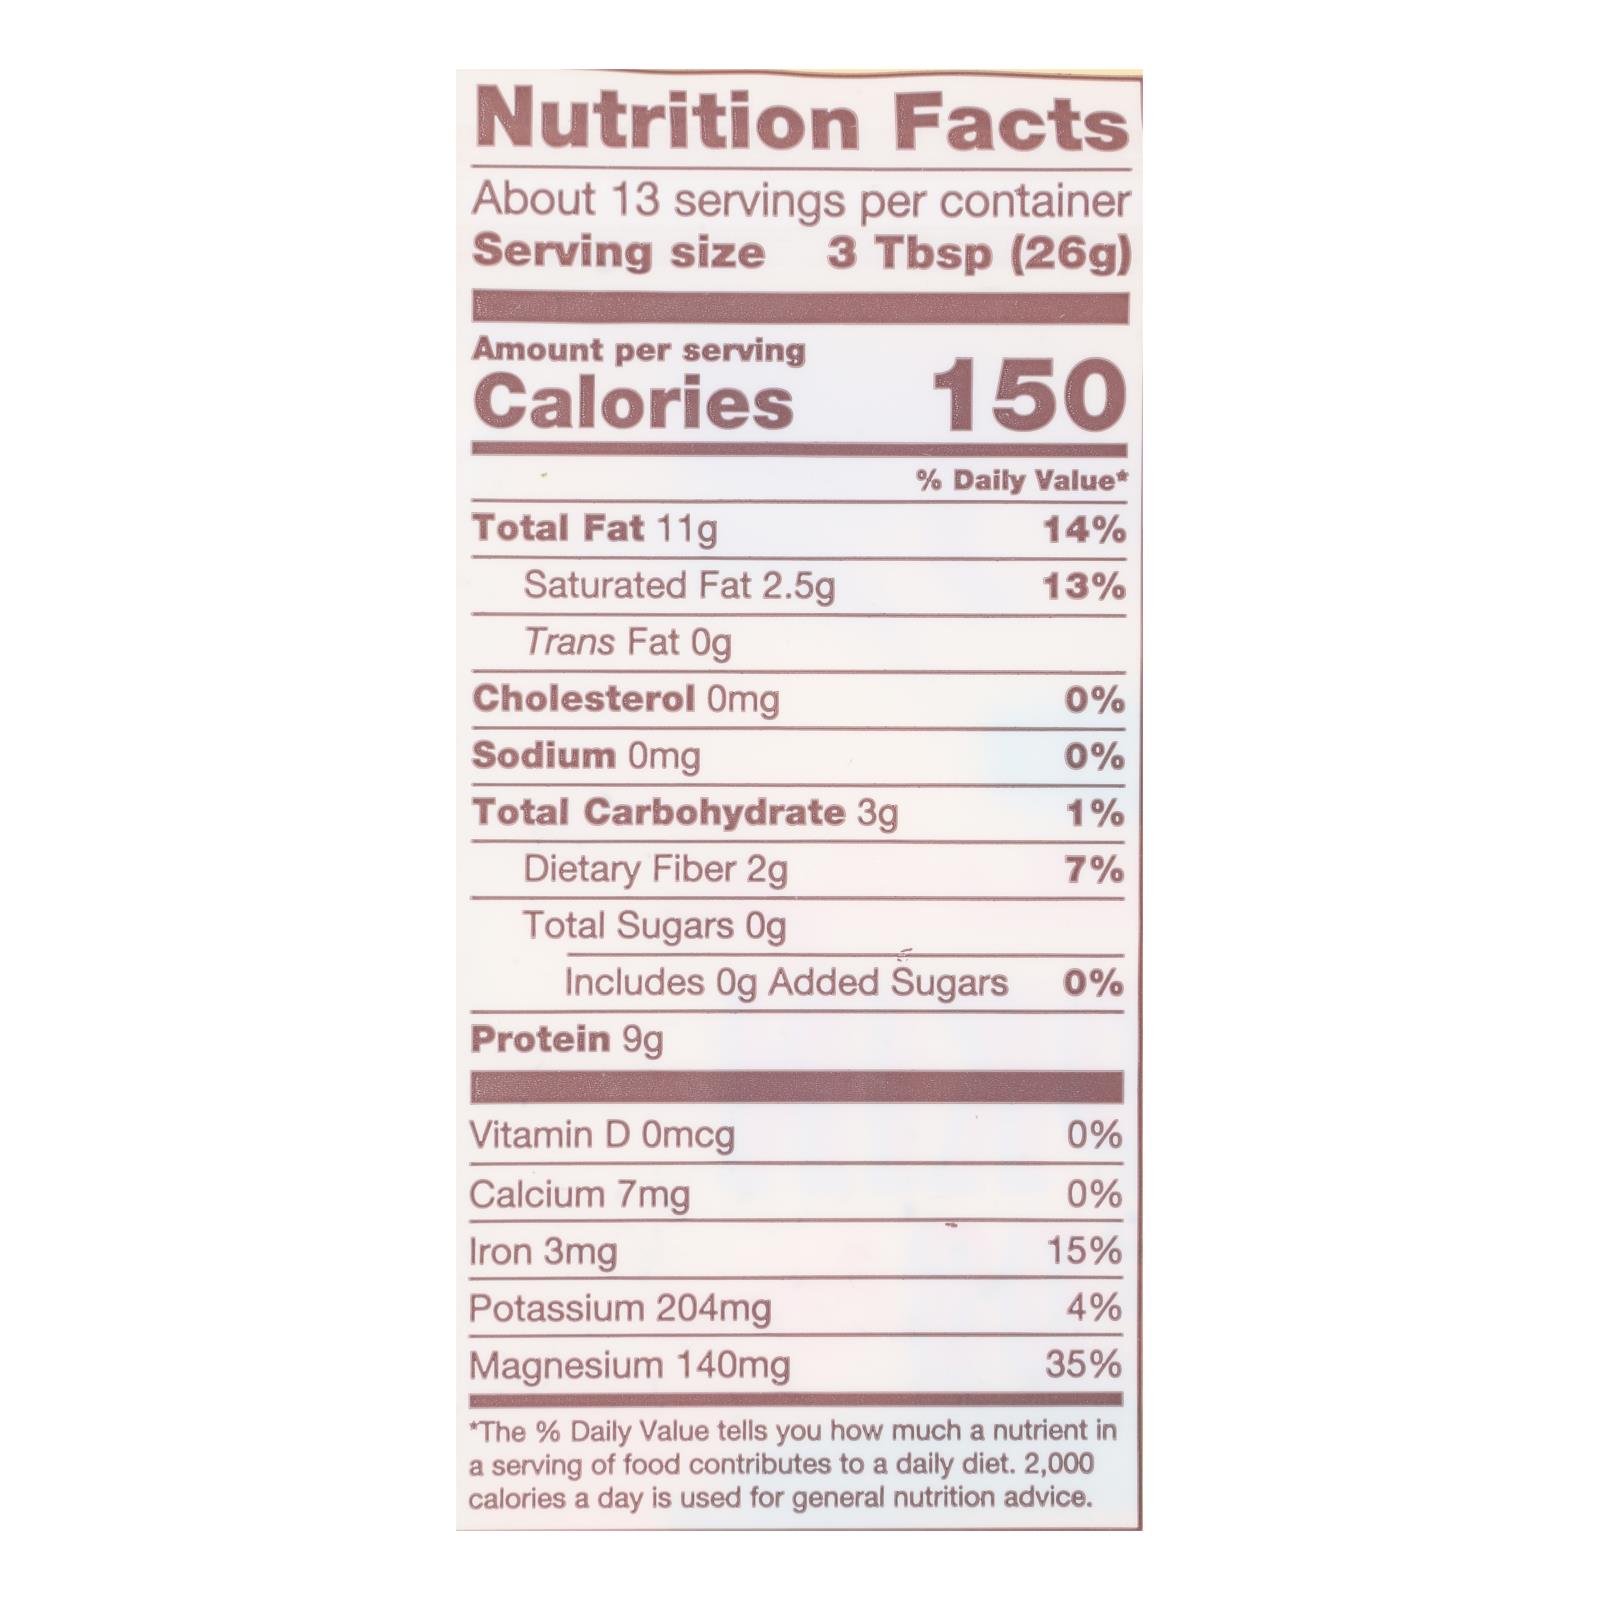 Nutrition Facts
About 13 servings per container
Serving size 3 Tbsp (26g)
Amount per serving
Calories 150
% Daily Value*
Total Fat 11g 14%
Saturated Fat 2.5g 13%
Trans Fat 0g
Cholesterol 0mg 0%
Sodium 0mg 0%
Total Carbohydrate 3g 1%
Dietary Fiber 2g 7%
Total Sugars 0g
Includes 0g Added Sugars 0%
Protein 9g
Vitamin D 0mcg 0%
Calcium 7mg 0%
Iron 3mg 15%
Potassium 204mg 4%
Magnesium 140mg 35%
*The % Daily Value tells you how much a nutrient in
a serving of food contributes to a daily diet. 2,000
calories a day is used for general nutrition advice.